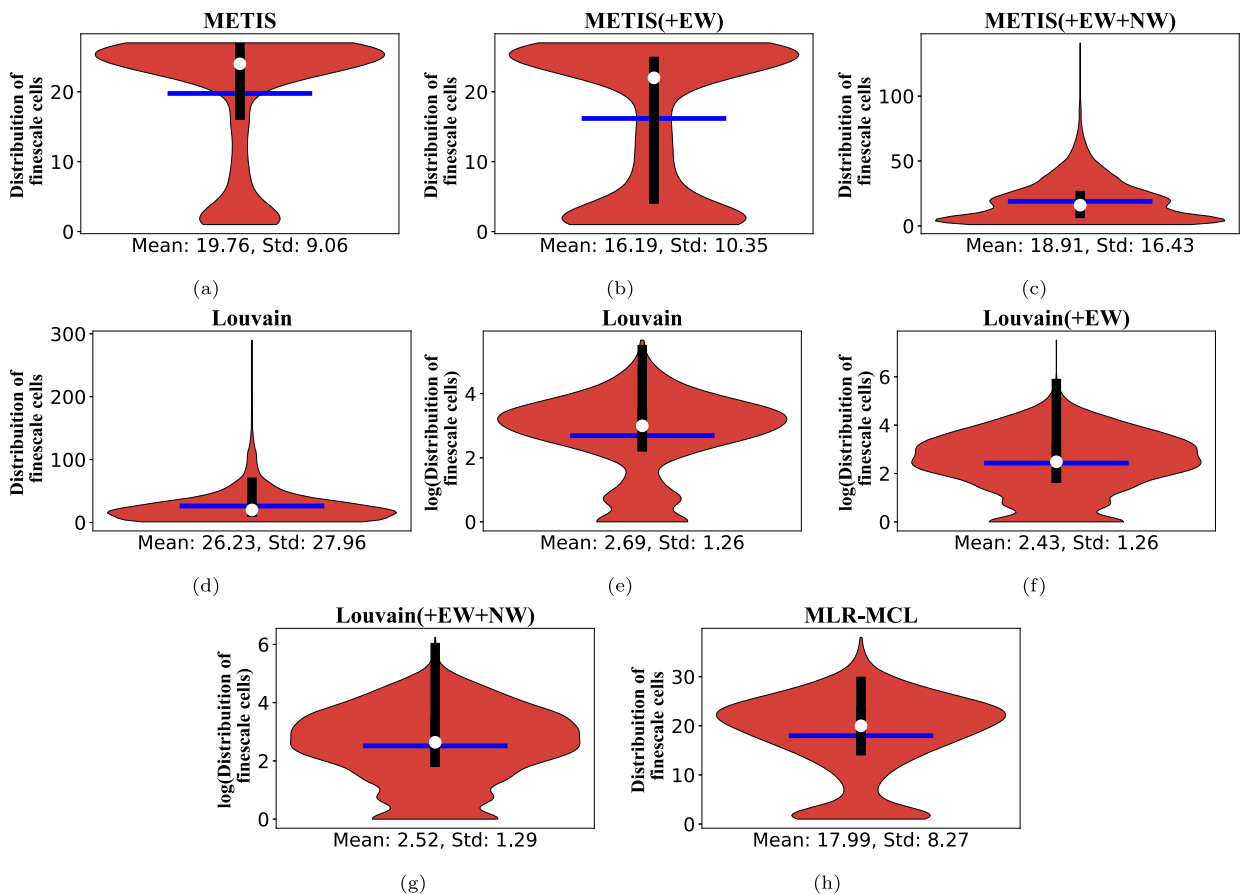 METIS
Distribuition of
finescale cells
20
10
0
Mean: 19.76, Std: 9.06
(a)
METIS(+EW)
Distribuition of
finescale cells
20
10
0
Mean: 16.19, Std: 10.35
(b)
METIS(+EW+NW)
Distribuition of
finescale cells
100
50
0
Mean: 18.91, Std: 16.43
(c)
Louvain
Distribuition of
finescale cells
300
200
100
0
Mean: 26.23, Std: 27.96
(d)
Louvain
log(Distribuition of
finescale cells)
4
2
0
Mean: 2.69, Std: 1.26
(e)
Louvain(+EW)
log(Distribuition of
finescale cells)
6
4
2
0
Mean: 2.43, Std: 1.26
(f)
Louvain(+EW+NW)
log(Distribuition of
finescale cells)
6
4
2
0
Mean: 2.52, Std: 1.29
(g)
MLR-MCL
Distribuition of
finescale cells
30
20
10
0
Mean: 17.99, Std: 8.27
(h)